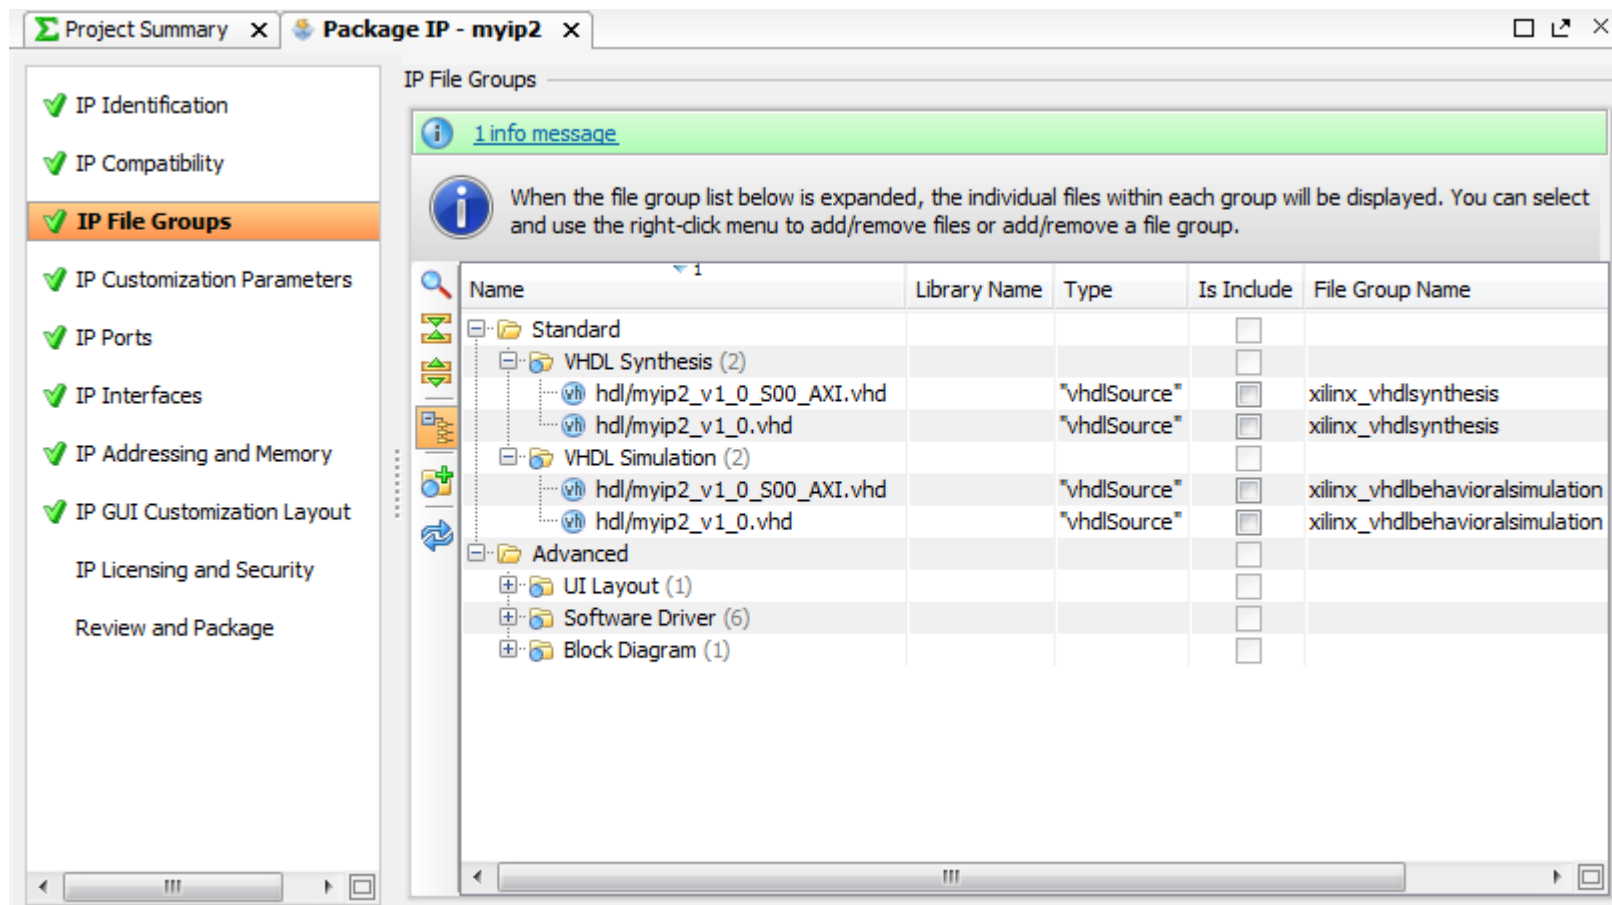 Project Summary
Package IP - myip2
IP Identification
IP Compatibility
IP File Groups
IP Customization Parameters
IP Ports
IP Interfaces
IP Addressing and Memory
IP GUI Customization Layout
IP Licensing and Security
Review and Package
IP File Groups
1 info message
When the file group list below is expanded, the individual files within each group will be displayed. You can select
and use the right-click menu to add/remove files or add/remove a file group.
1
Name Library Name Type Is Include File Group Name
Standard
VHDL Synthesis (2)
hdl/myip2_v1_0_S00_AXI.vhd "vhdlSource" xilinx_vhdlsynthesis
hdl/myip2_v1_0.vhd "vhdlSource" xilinx_vhdlsynthesis
VHDL Simulation (2)
hdl/myip2_v1_0_S00_AXI.vhd "vhdlSource" xilinx_vhdlbehavioralsimulation
hdl/myip2_v1_0.vhd "vhdlSource" xilinx_vhdlbehavioralsimulation
Advanced
UI Layout (1)
Software Driver (6)
Block Diagram (1)